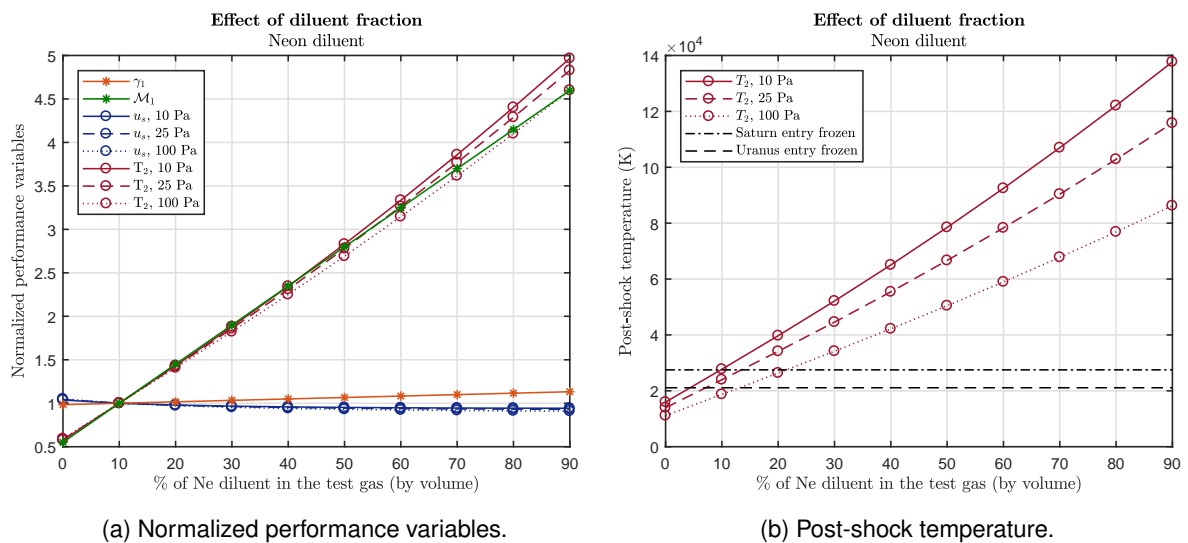 Effect of diluent fraction
Neon diluent
Normalized performance variables
5
4.5
4
3.5
3
2.5
2
1.5
1
0.5
γ₁
ℳ₁
uₛ, 10 Pa
uₛ, 25 Pa
uₛ, 100 Pa
T₂, 10 Pa
T₂, 25 Pa
T₂, 100 Pa
0 10 20 30 40 50 60 70 80 90
% of Ne diluent in the test gas (by volume)
(a) Normalized performance variables.
Effect of diluent fraction
Neon diluent
×10⁴
Post-shock temperature (K)
14
12
10
8
6
4
2
0
T₂, 10 Pa
T₂, 25 Pa
T₂, 100 Pa
Saturn entry frozen
Uranus entry frozen
0 10 20 30 40 50 60 70 80 90
% of Ne diluent in the test gas (by volume)
(b) Post-shock temperature.